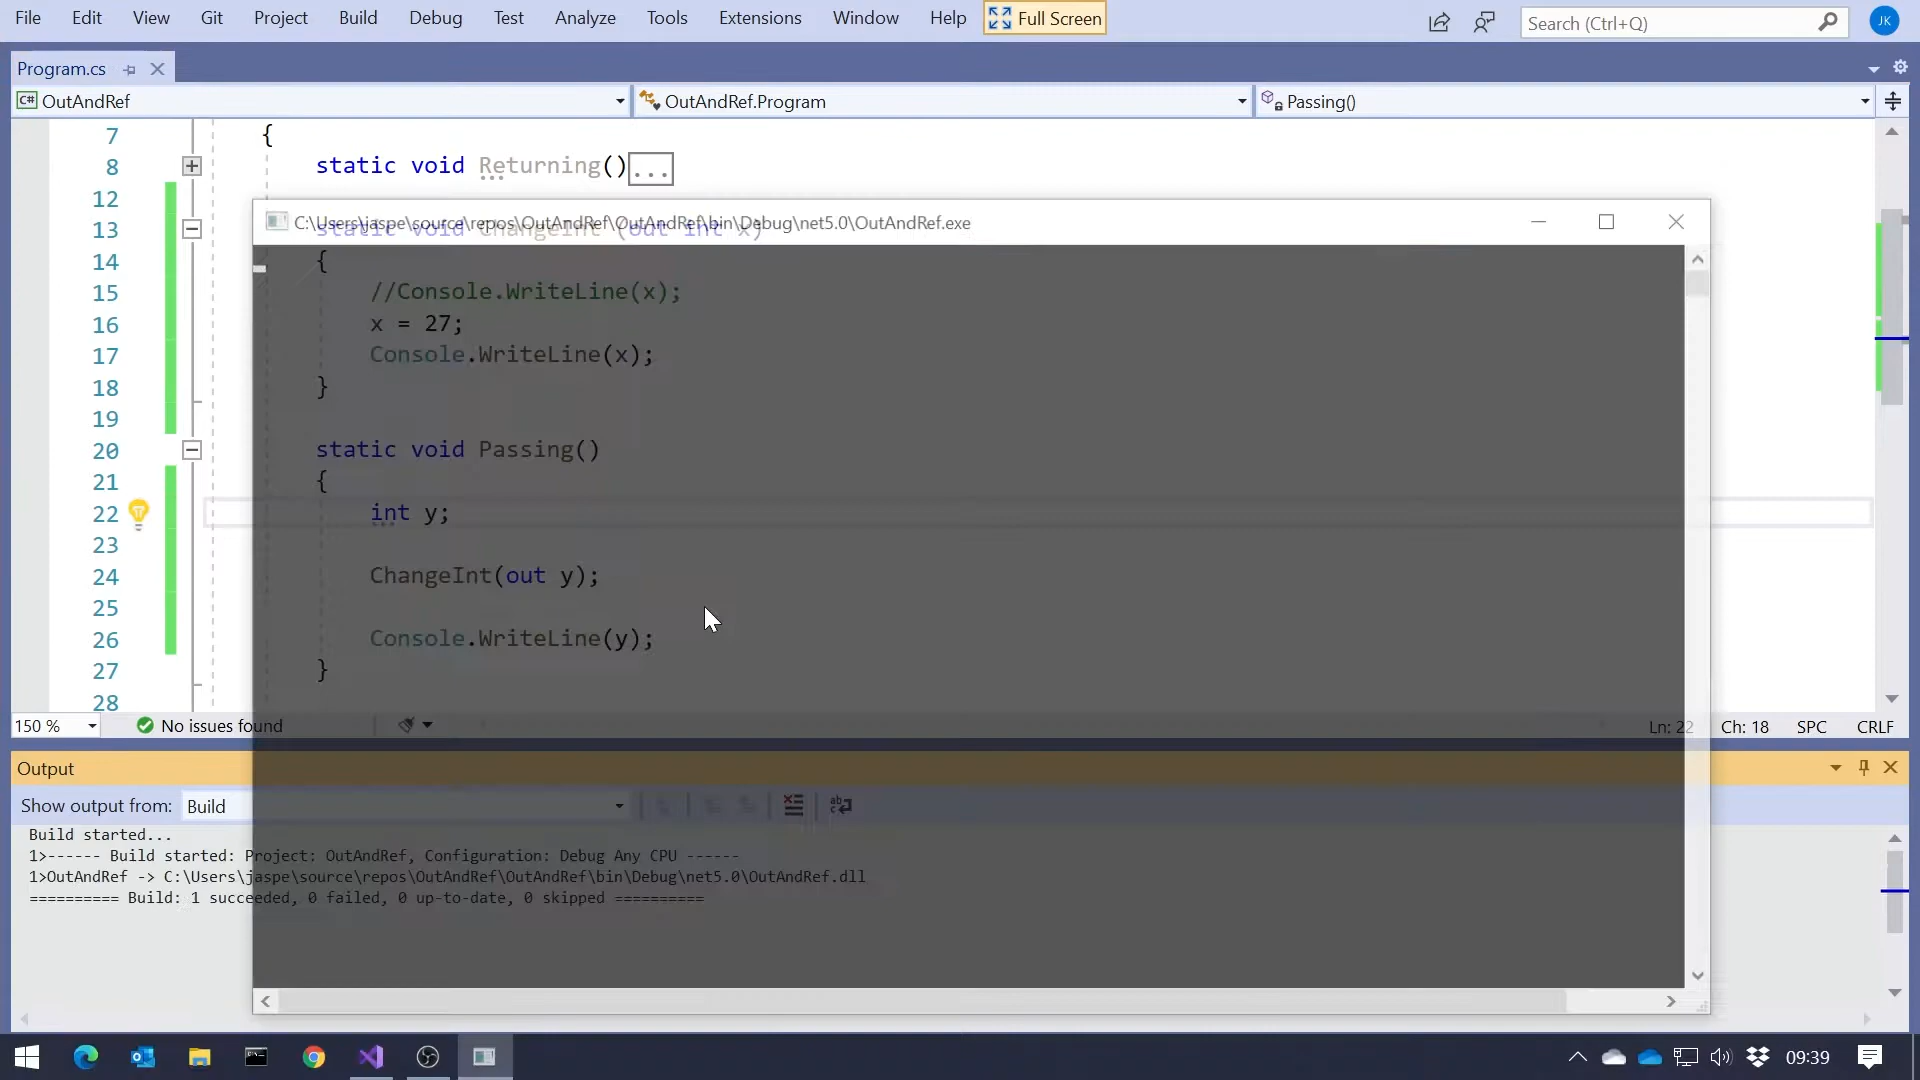 File Edit View Git Project Build Debug Test Analyze Tools Extensions Window Help Full Screen Search (Ctrl+Q) JK
Program.cs
C# OutAndRef OutAndRef.Program Passing()
7 {
8 static void Returning()...
12
C:\Users\jaspe\source\repos\OutAndRef\OutAndRef\bin\Debug\net5.0\OutAndRef.exe
13 static void ChangeInt (out int x)
14 {
15 //Console.WriteLine(x);
16 x = 27;
17 Console.WriteLine(x);
18 }
19
20 static void Passing()
21 {
22 int y;
23
24 ChangeInt(out y);
25
26 Console.WriteLine(y);
27 }
28
150 % No issues found Ln: 22 Ch: 18 SPC CRLF
Output
Show output from: Build
Build started...
1>------ Build started: Project: OutAndRef, Configuration: Debug Any CPU ------
1>OutAndRef -> C:\Users\jaspe\source\repos\OutAndRef\OutAndRef\bin\Debug\net5.0\OutAndRef.dll
========== Build: 1 succeeded, 0 failed, 0 up-to-date, 0 skipped ==========
09:39